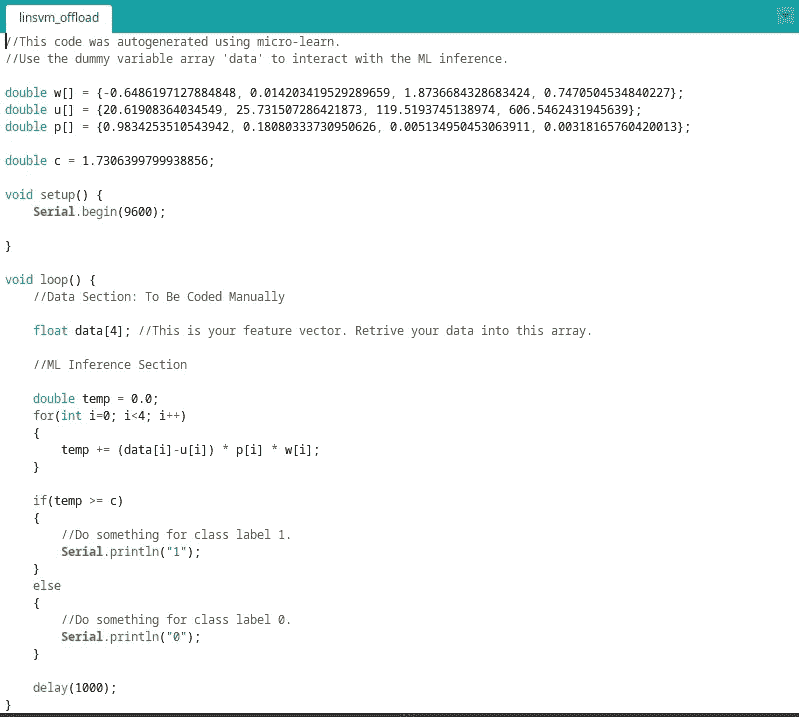 linsvm_offload
//This code was autogenerated using micro-learn.
//Use the dummy variable array 'data' to interact with the ML inference.
double w[] = {-0.6486197127884848, 0.014203419529289659, 1.8736684328683424, 0.7470504534840227};
double u[] = {20.61908364034549, 25.731507286421873, 119.5193745138974, 606.5462431945639};
double p[] = {0.9834253510543942, 0.18080333730950626, 0.005134950453063911, 0.00318165760420013};
double c = 1.7306399799938856;
void setup() {
    Serial.begin(9600);
}
void loop() {
    //Data Section: To Be Coded Manually
    float data[4]; //This is your feature vector. Retrive your data into this array.
    //ML Inference Section
    double temp = 0.0;
    for(int i=0; i<4; i++)
    {
        temp += (data[i]-u[i]) * p[i] * w[i];
    }
    if(temp >= c)
    {
        //Do something for class label 1.
        Serial.println("1");
    }
    else
    {
        //Do something for class label 0.
        Serial.println("0");
    }
    delay(1000);
}